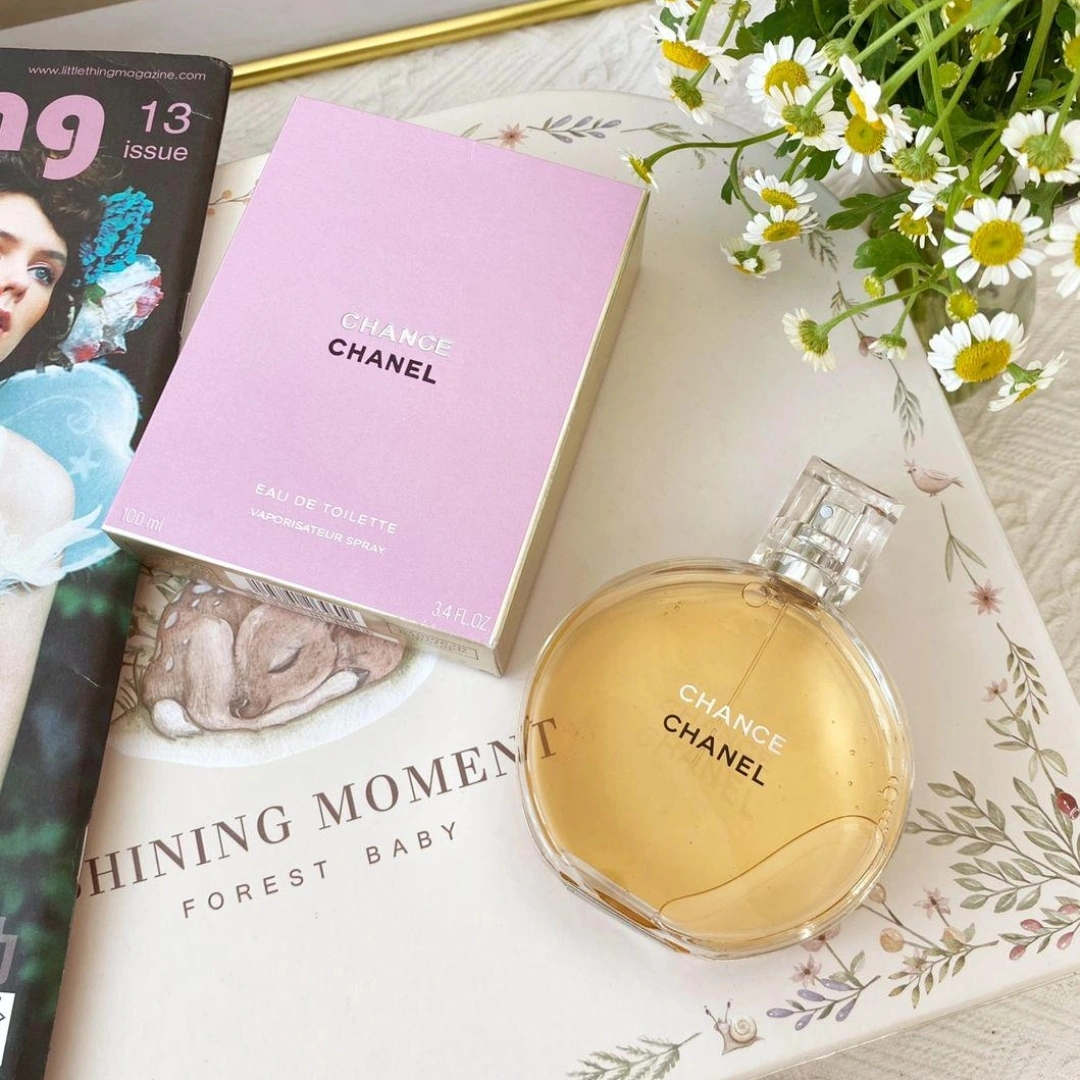 www.littlethingmagazine.com
ng
13
issue
CHANCE
CHANEL
EAU DE TOILETTE
VAPORISATEUR SPRAY
100 ml
3.4 FL.OZ
CHANCE
CHANEL
SHINING MOMENT
FOREST BABY